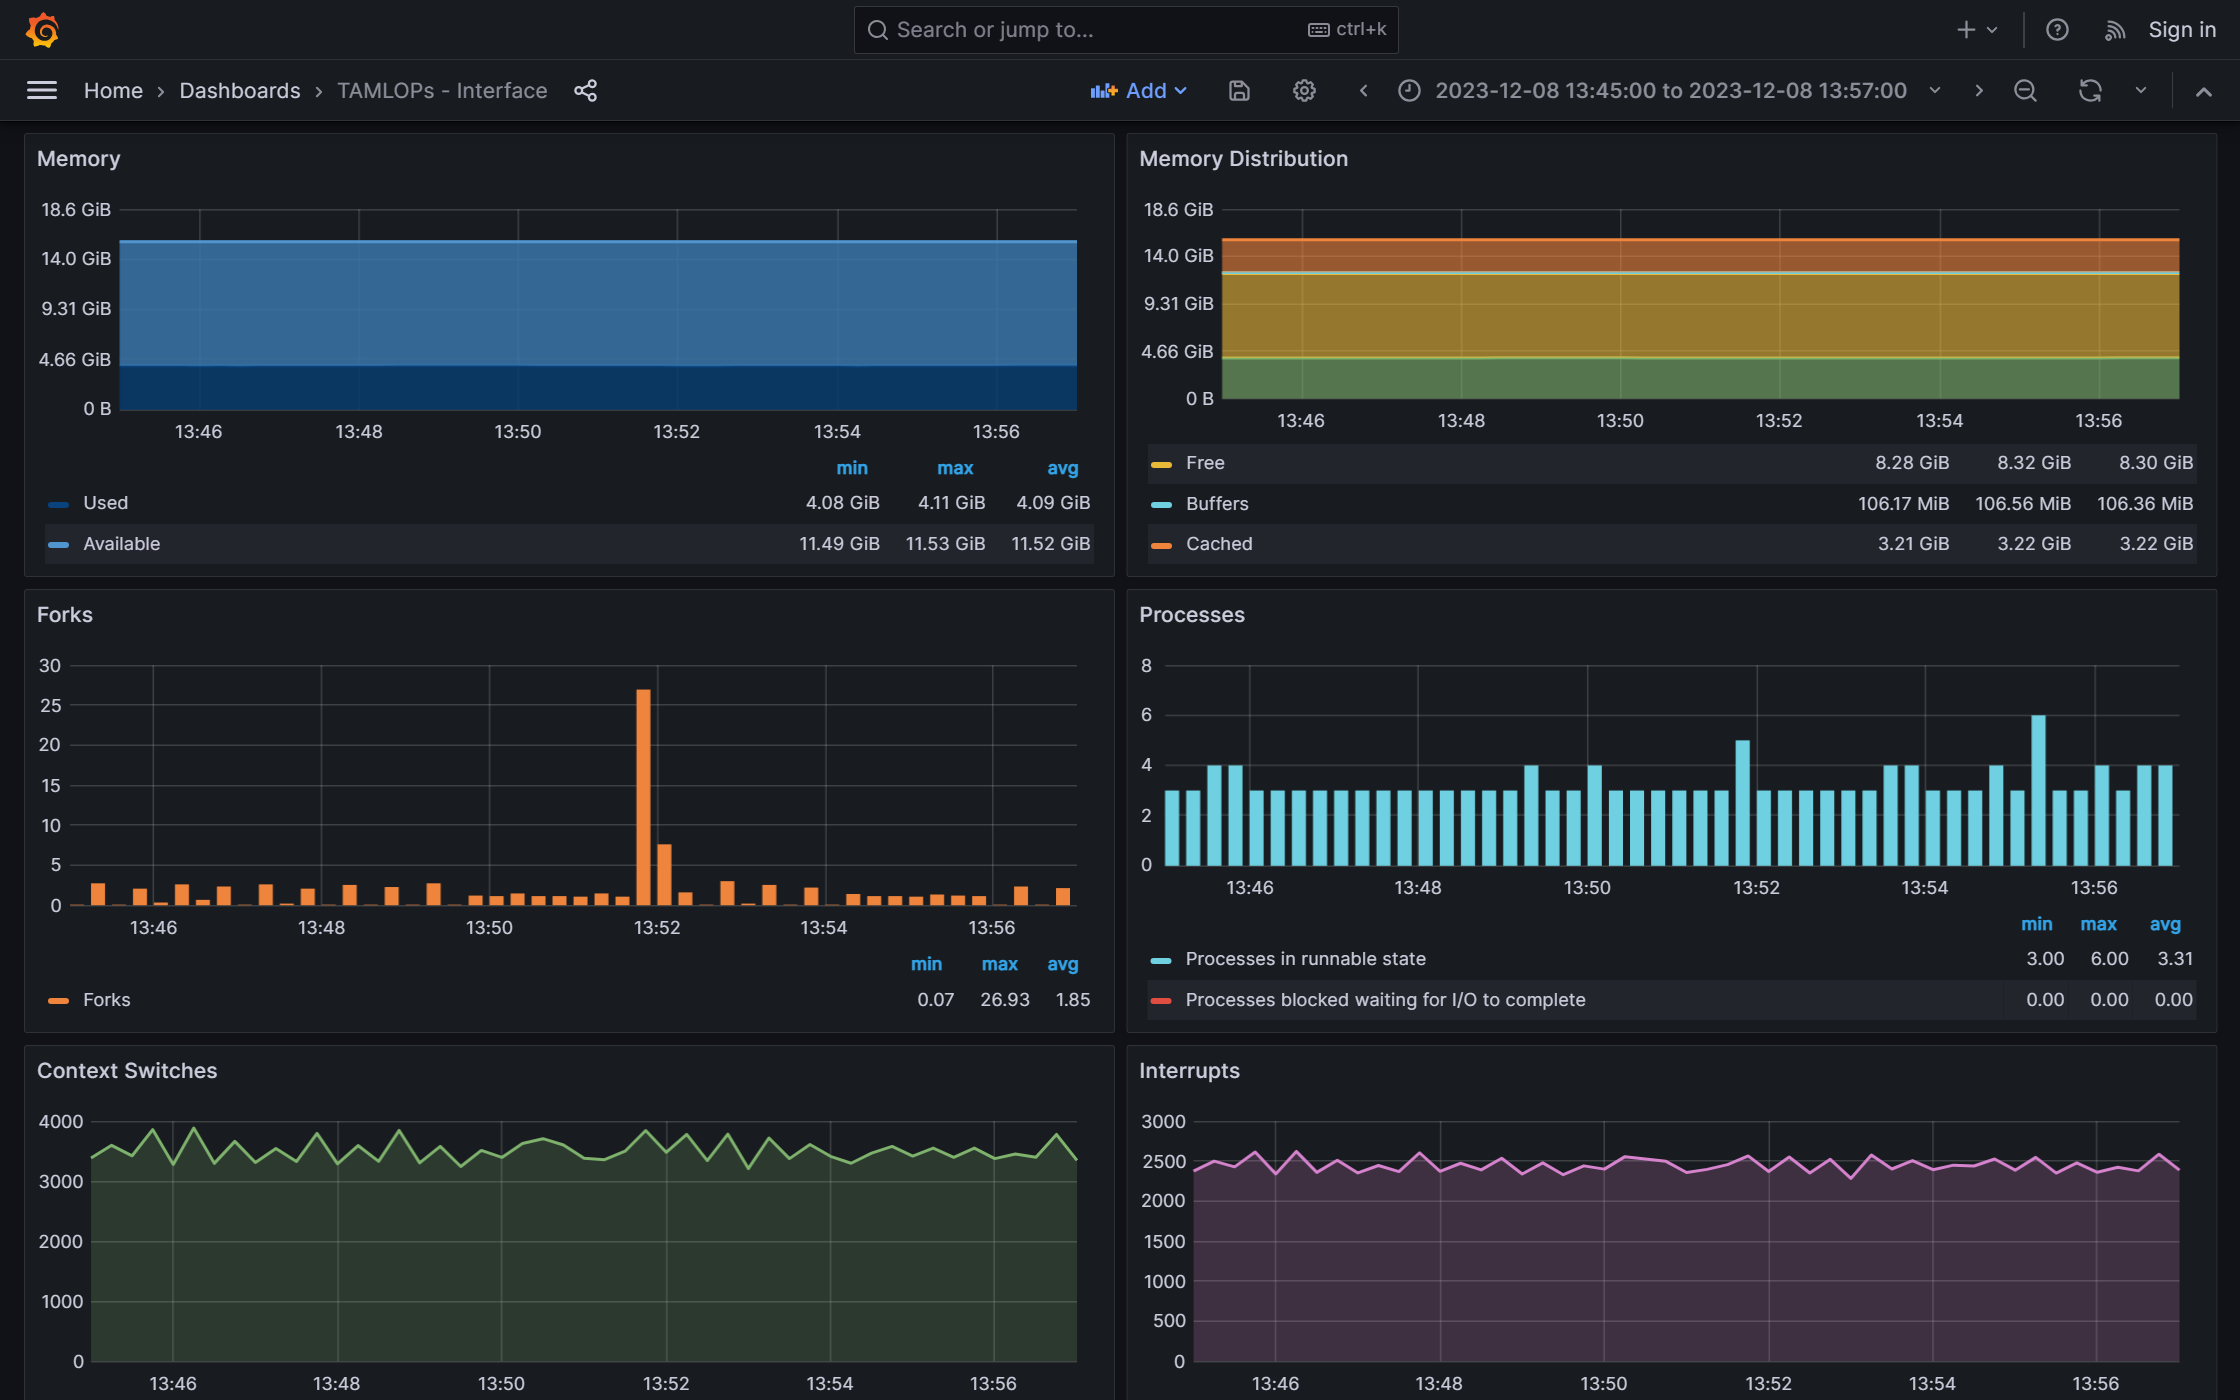 Search or jump to... ctrl+k
Sign in
Home › Dashboards › TAMLOPs - Interface
Add
2023-12-08 13:45:00 to 2023-12-08 13:57:00
Memory
18.6 GiB
14.0 GiB
9.31 GiB
4.66 GiB
0 B
13:46 13:48 13:50 13:52 13:54 13:56
min max avg
Used 4.08 GiB 4.11 GiB 4.09 GiB
Available 11.49 GiB 11.53 GiB 11.52 GiB
Memory Distribution
18.6 GiB
14.0 GiB
9.31 GiB
4.66 GiB
0 B
13:46 13:48 13:50 13:52 13:54 13:56
Free 8.28 GiB 8.32 GiB 8.30 GiB
Buffers 106.17 MiB 106.56 MiB 106.36 MiB
Cached 3.21 GiB 3.22 GiB 3.22 GiB
Forks
30
25
20
15
10
5
0
13:46 13:48 13:50 13:52 13:54 13:56
min max avg
Forks 0.07 26.93 1.85
Processes
8
6
4
2
0
13:46 13:48 13:50 13:52 13:54 13:56
min max avg
Processes in runnable state 3.00 6.00 3.31
Processes blocked waiting for I/O to complete 0.00 0.00 0.00
Context Switches
4000
3000
2000
1000
0
13:46 13:48 13:50 13:52 13:54 13:56
Interrupts
3000
2500
2000
1500
1000
500
0
13:46 13:48 13:50 13:52 13:54 13:56